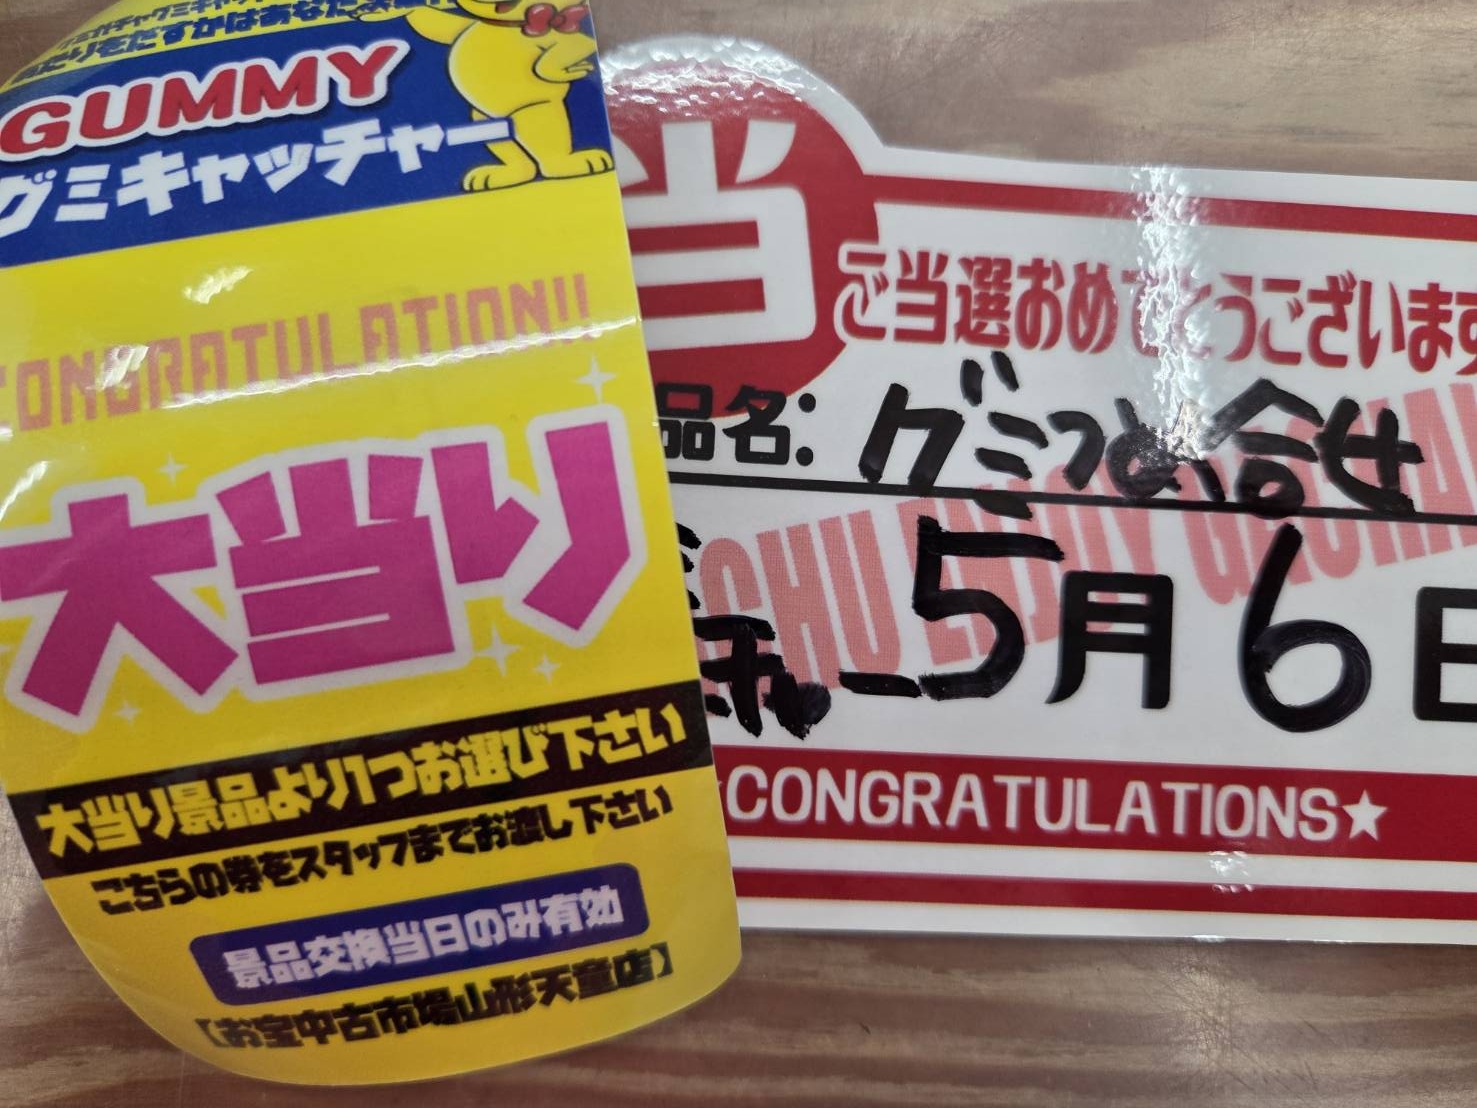 GUMMY
グミキャッチャー
CONGRATULATION!!
大当り
大当り景品より1つお選び下さい
こちらの券をスタッフまでお渡し下さい
景品交換当日のみ有効
【お宝中古市場山形天童店】
当
ご当選おめでとうございます
品名:グミつめ合せ
5月6日
CONGRATULATIONS★